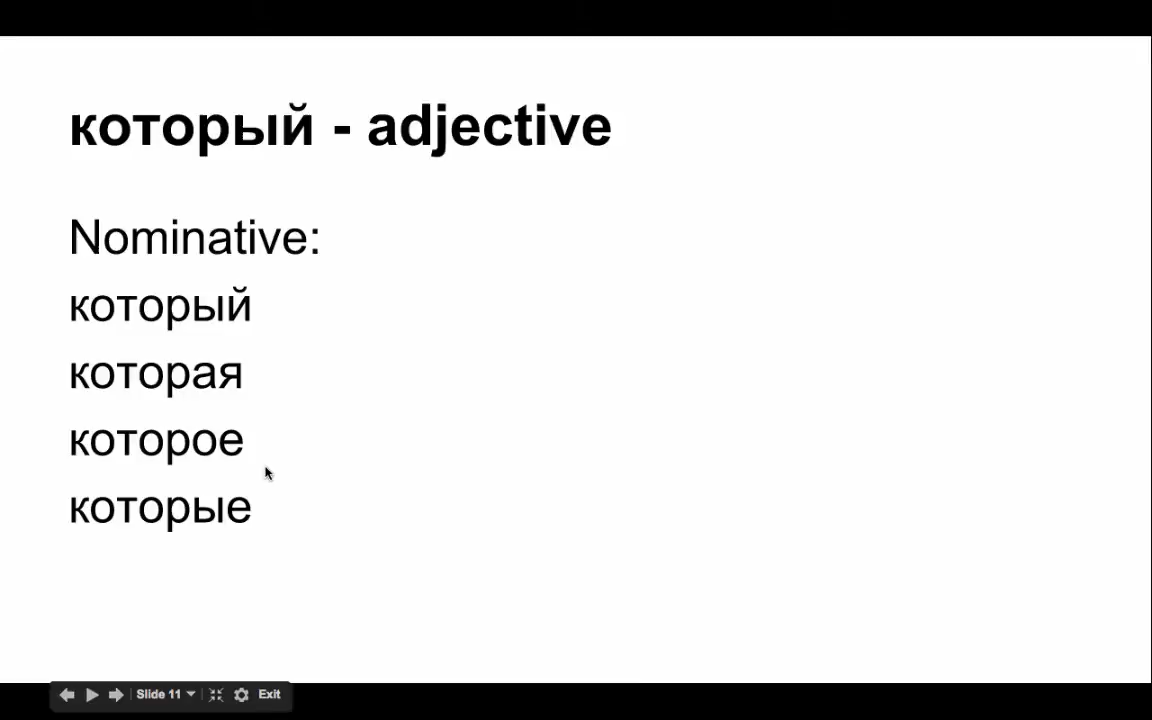 который - adjective
Nominative:
который
которая
которое
которые
Slide 11
Exit